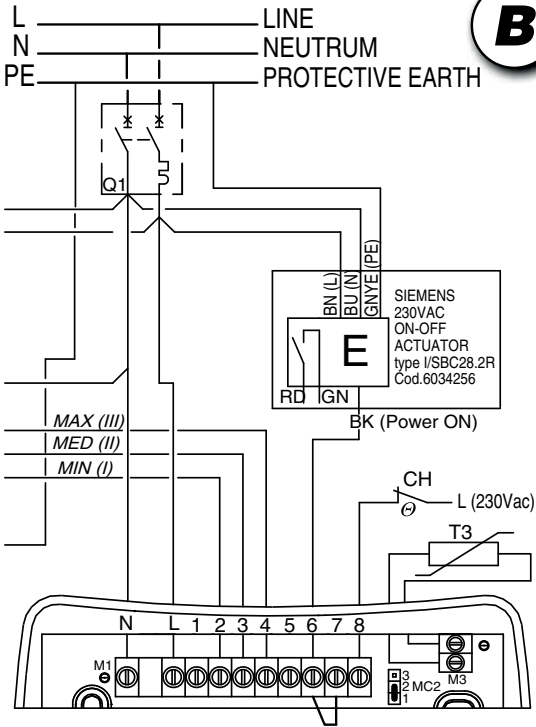 L LINE
N NEUTRUM
PE PROTECTIVE EARTH
B
Q1
BN (L)
BU (N)
GNYE (PE)
SIEMENS
230VAC
ON-OFF
ACTUATOR
type I/SBC28.2R
Cod.6034256
E
RD GN
BK (Power ON)
MAX (III)
MED (II)
MIN (I)
CH
Θ
L (230Vac)
T3
N L 1 2 3 4 5 6 7 8
M1
3
2
1
MC2
M3